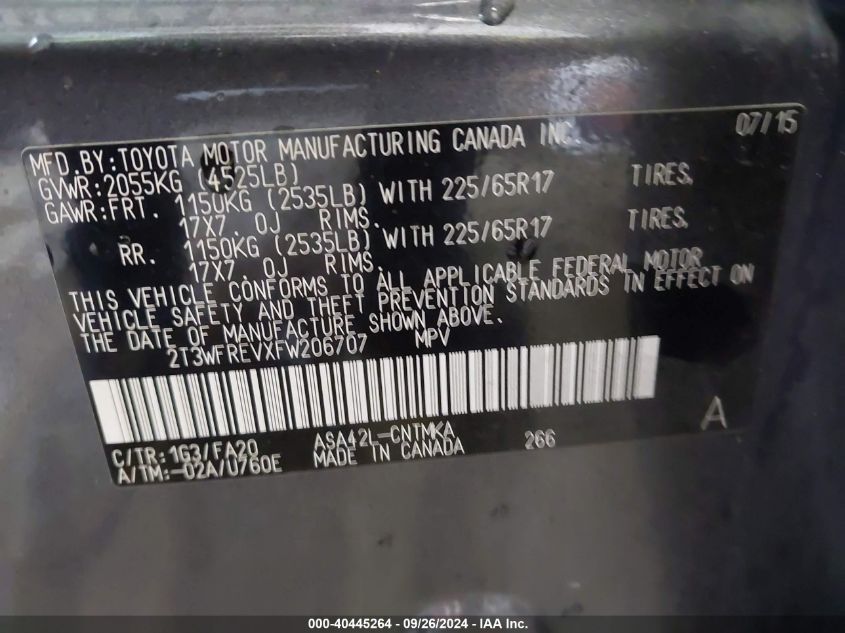 MFD.BY:TOYOTA MOTOR MANUFACTURING CANADA INC. 07/15
GVWR:2055KG (4525LB)
GAWR:FRT. 1150KG (2535LB) WITH 225/65R17 TIRES,
17X7.0J RIMS,
RR. 1150KG (2535LB) WITH 225/65R17 TIRES,
17X7.0J RIMS,
THIS VEHICLE CONFORMS TO ALL APPLICABLE FEDERAL MOTOR
VEHICLE SAFETY AND THEFT PREVENTION STANDARDS IN EFFECT ON
THE DATE OF MANUFACTURE SHOWN ABOVE.
2T3WFREVXFW206707 MPV
A
C/TR:1G3/FA20 ASA42L-CNTMKA 266
A/TM:-02A/U760E MADE IN CANADA
000-40445264 - 09/26/2024 - IAA Inc.